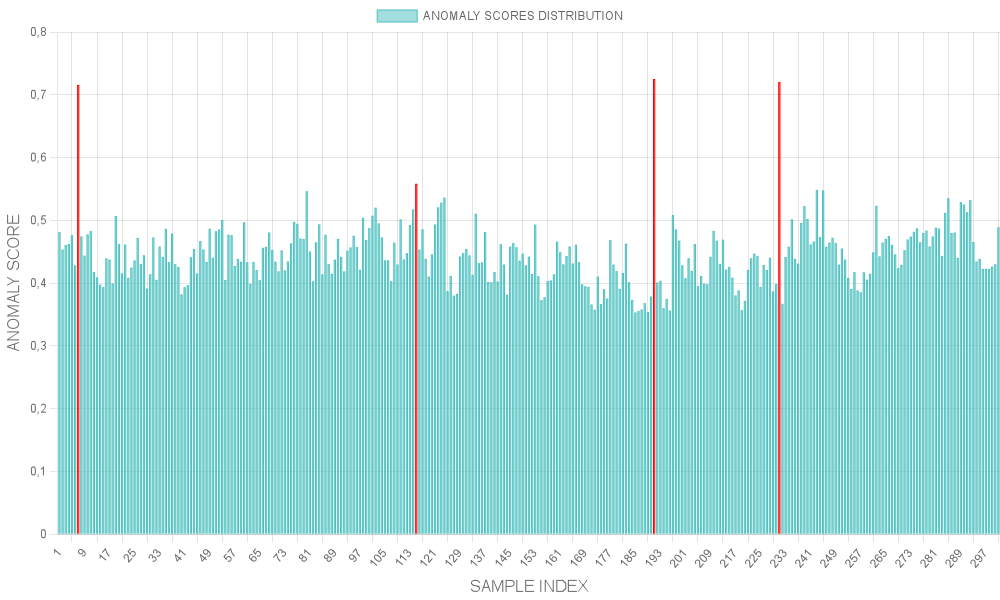 ANOMALY SCORES DISTRIBUTION
0,8
0,7
0,6
0,5
0,4
0,3
0,2
0,1
0
ANOMALY SCORE
1 9 17 25 33 41 49 57 65 73 81 89 97 105 113 121 129 137 145 153 161 169 177 185 193 201 209 217 225 233 241 249 257 265 273 281 289 297
SAMPLE INDEX